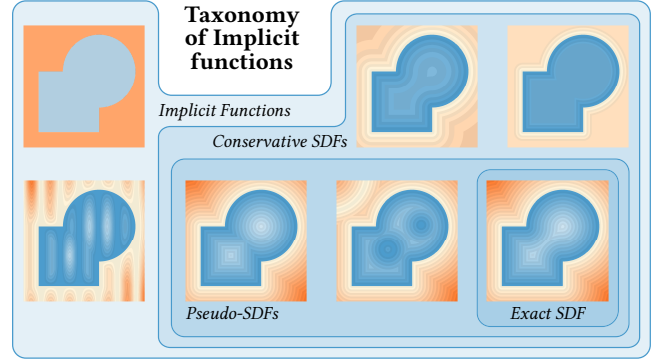 Taxonomy
of Implicit
functions
Implicit Functions
Conservative SDFs
Pseudo-SDFs
Exact SDF